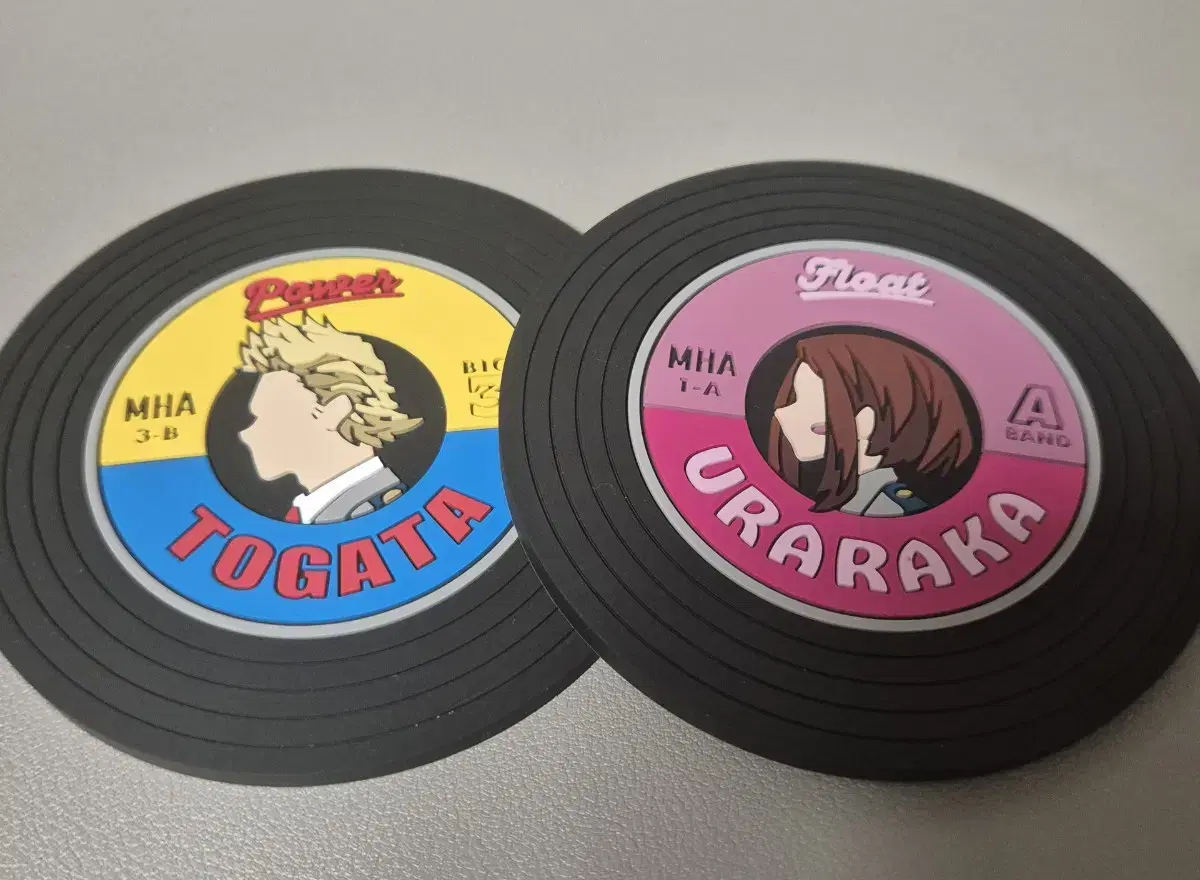 Power
MHA
3-B
BIG
3
TOGATA
Float
MHA
1-A
A
BAND
URARAKA